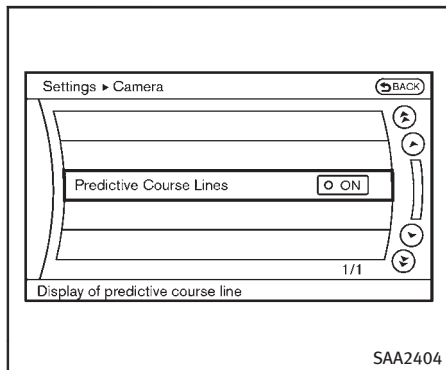 Settings ▸ Camera
BACK
Predictive Course Lines
ON
1/1
Display of predictive course line
SAA2404